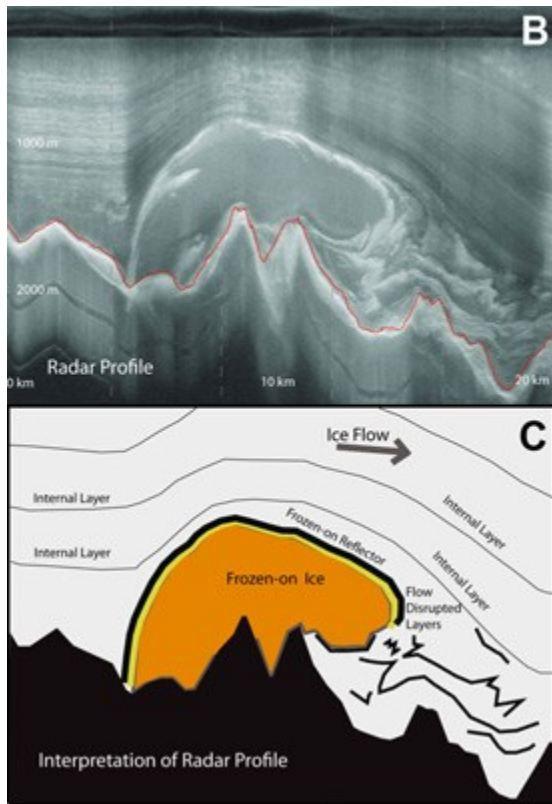 B
1000 m
2000 m
Radar Profile
0 km
10 km
20 km
C
Ice Flow
Internal Layer
Frozen-on Reflector
Internal Layer
Internal Layer
Frozen-on Ice
Internal Layer
Flow
Disrupted
Layers
Interpretation of Radar Profile